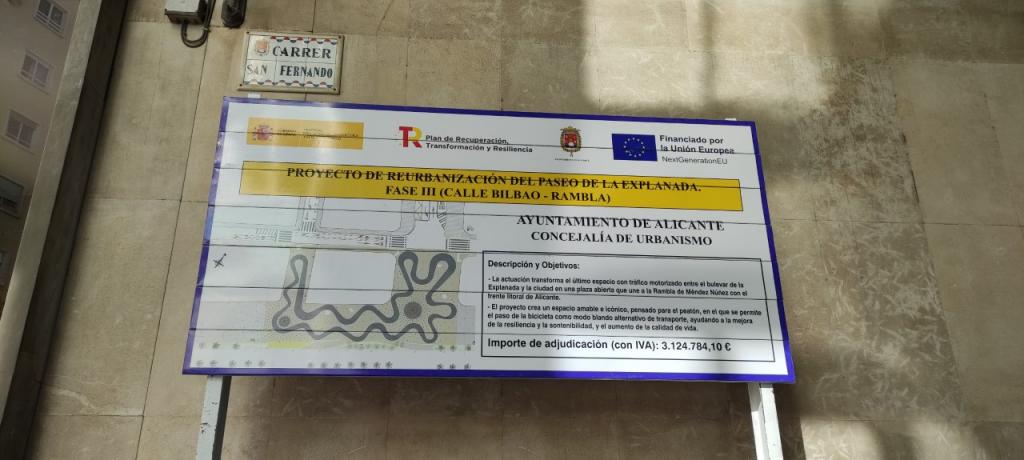 CARRER
SAN FERNANDO
Plan de Recuperación,
Transformación y Resiliencia
Financiado por
la Unión Europea
NextGenerationEU
PROYECTO DE REURBANIZACIÓN DEL PASEO DE LA EXPLANADA.
FASE III (CALLE BILBAO - RAMBLA)
AYUNTAMIENTO DE ALICANTE
CONCEJALÍA DE URBANISMO
Descripción y Objetivos:
- La actuación transforma el último espacio con tráfico motorizado entre el bulevar de la
Explanada y la ciudad en una plaza abierta que une a la Rambla de Méndez Núñez con el
frente litoral de Alicante.
- El proyecto crea un espacio amable e icónico, pensado para el peatón, en el que se permite
el paso de la bicicleta como modo blando alternativo de transporte, ayudando a la mejora
de la resiliencia y la sostenibilidad, y el aumento de la calidad de vida.
Importe de adjudicación (con IVA): 3.124.784,10 €